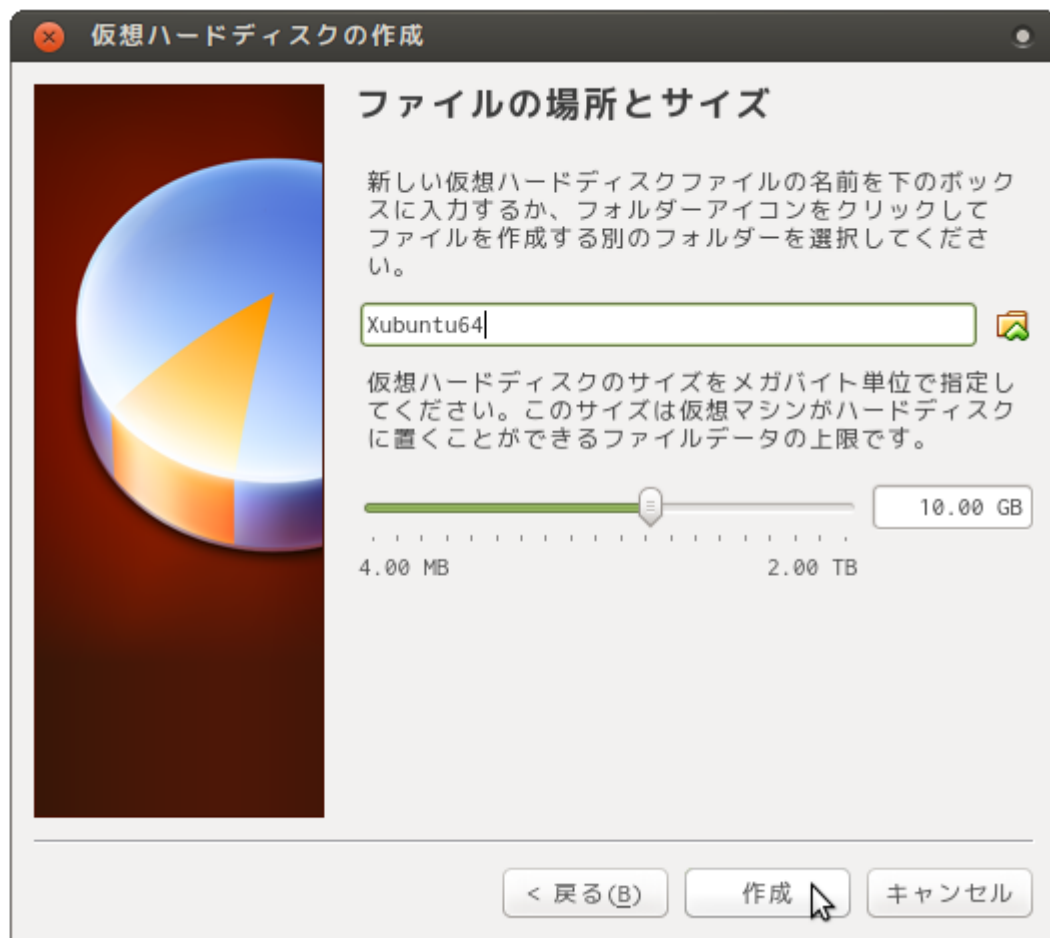 仮想ハードディスクの作成
ファイルの場所とサイズ
新しい仮想ハードディスクファイルの名前を下のボック
スに入力するか、フォルダーアイコンをクリックして
ファイルを作成する別のフォルダーを選択してくださ
い。
Xubuntu64
仮想ハードディスクのサイズをメガバイト単位で指定し
てください。このサイズは仮想マシンがハードディスク
に置くことができるファイルデータの上限です。
10.00 GB
4.00 MB 2.00 TB
< 戻る(B) 作成 キャンセル